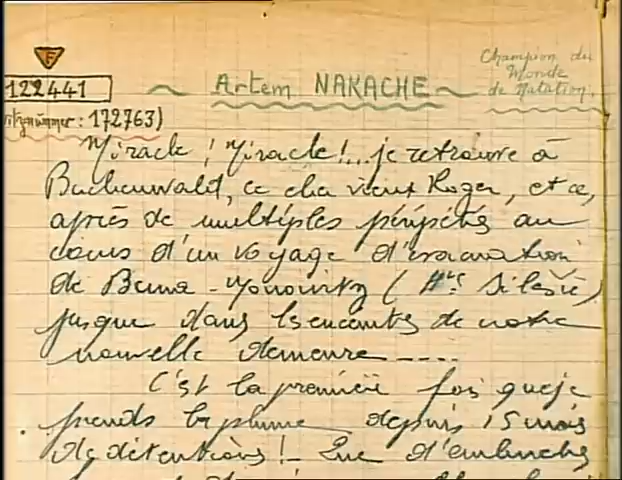 F
122441
Artem NAKACHE
Champion du
Monde
de Natation.
: 172763)
Miracle ! Miracle !... je retrouve à
Buchenwald, ce cher vieux Roger, et ce,
après de multiples péripéties au
cours d'un voyage d'évacuation
de Buna-Monowitz (Hte Silésie)
jusque dans les enceintes de notre
nouvelle demeure ----
C'est la première fois que je
prends la plume depuis 15 mois
de détentions ! Que d'embuches